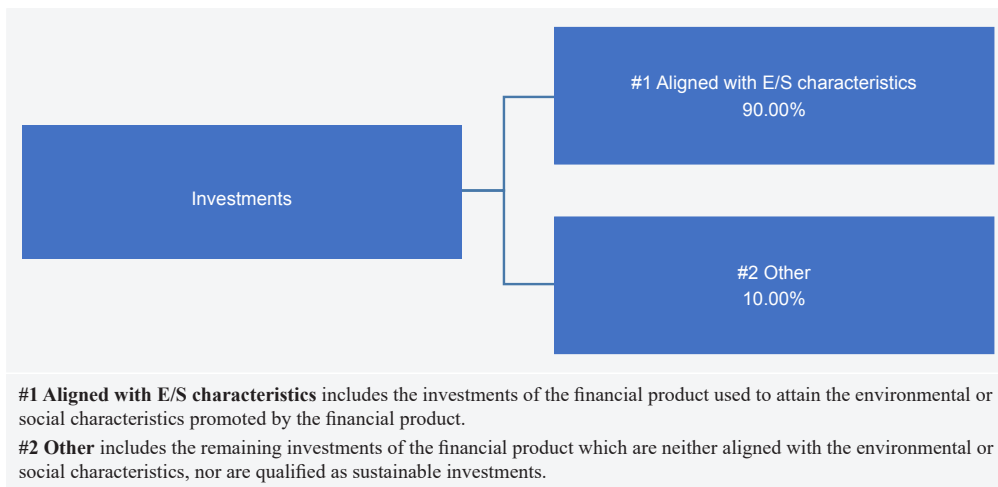 #1 Aligned with E/S characteristics
90.00%
Investments
#2 Other
10.00%
#1 Aligned with E/S characteristics includes the investments of the financial product used to attain the environmental or
social characteristics promoted by the financial product.
#2 Other includes the remaining investments of the financial product which are neither aligned with the environmental or
social characteristics, nor are qualified as sustainable investments.